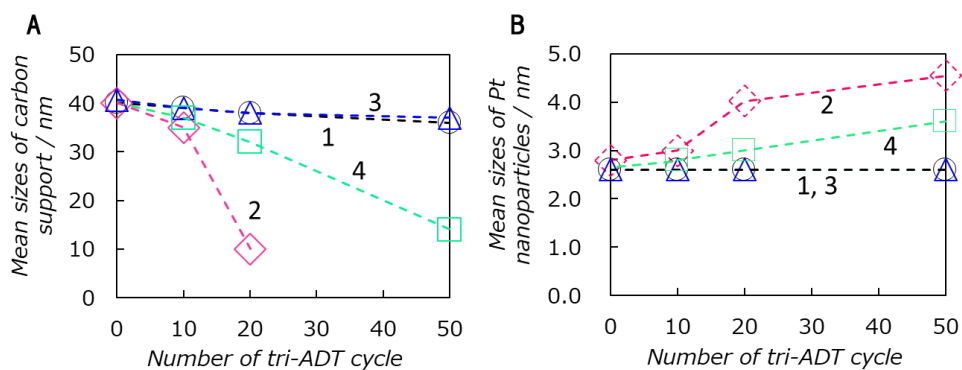 A
Mean sizes of carbon
support / nm
50
40
30
20
10
0
3
1
4
2
0 10 20 30 40 50
Number of tri-ADT cycle
B
Mean sizes of Pt
nanoparticles / nm
5.0
4.0
3.0
2.0
1.0
0.0
2
4
1, 3
0 10 20 30 40 50
Number of tri-ADT cycle